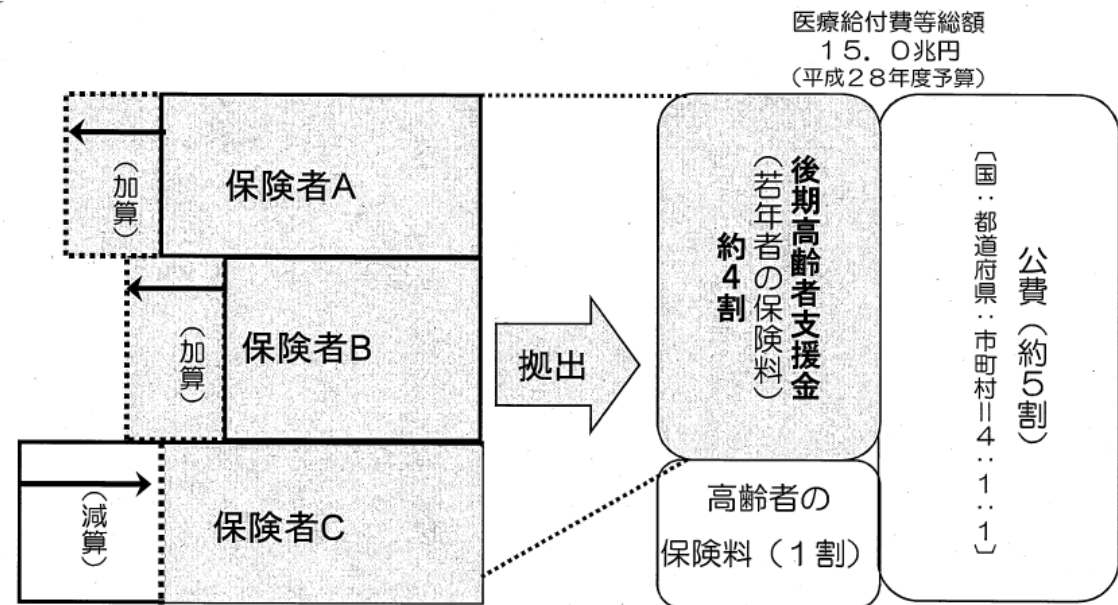 医療給付費等総額
１５．０兆円
（平成２８年度予算）
保険者A
（加算）
保険者B
（加算）
保険者C
（減算）
拠出
後期高齢者支援金
（若年者の保険料）
約４割
高齢者の
保険料（１割）
公費（約５割）
〔国：都道府県：市町村＝４：１：１〕